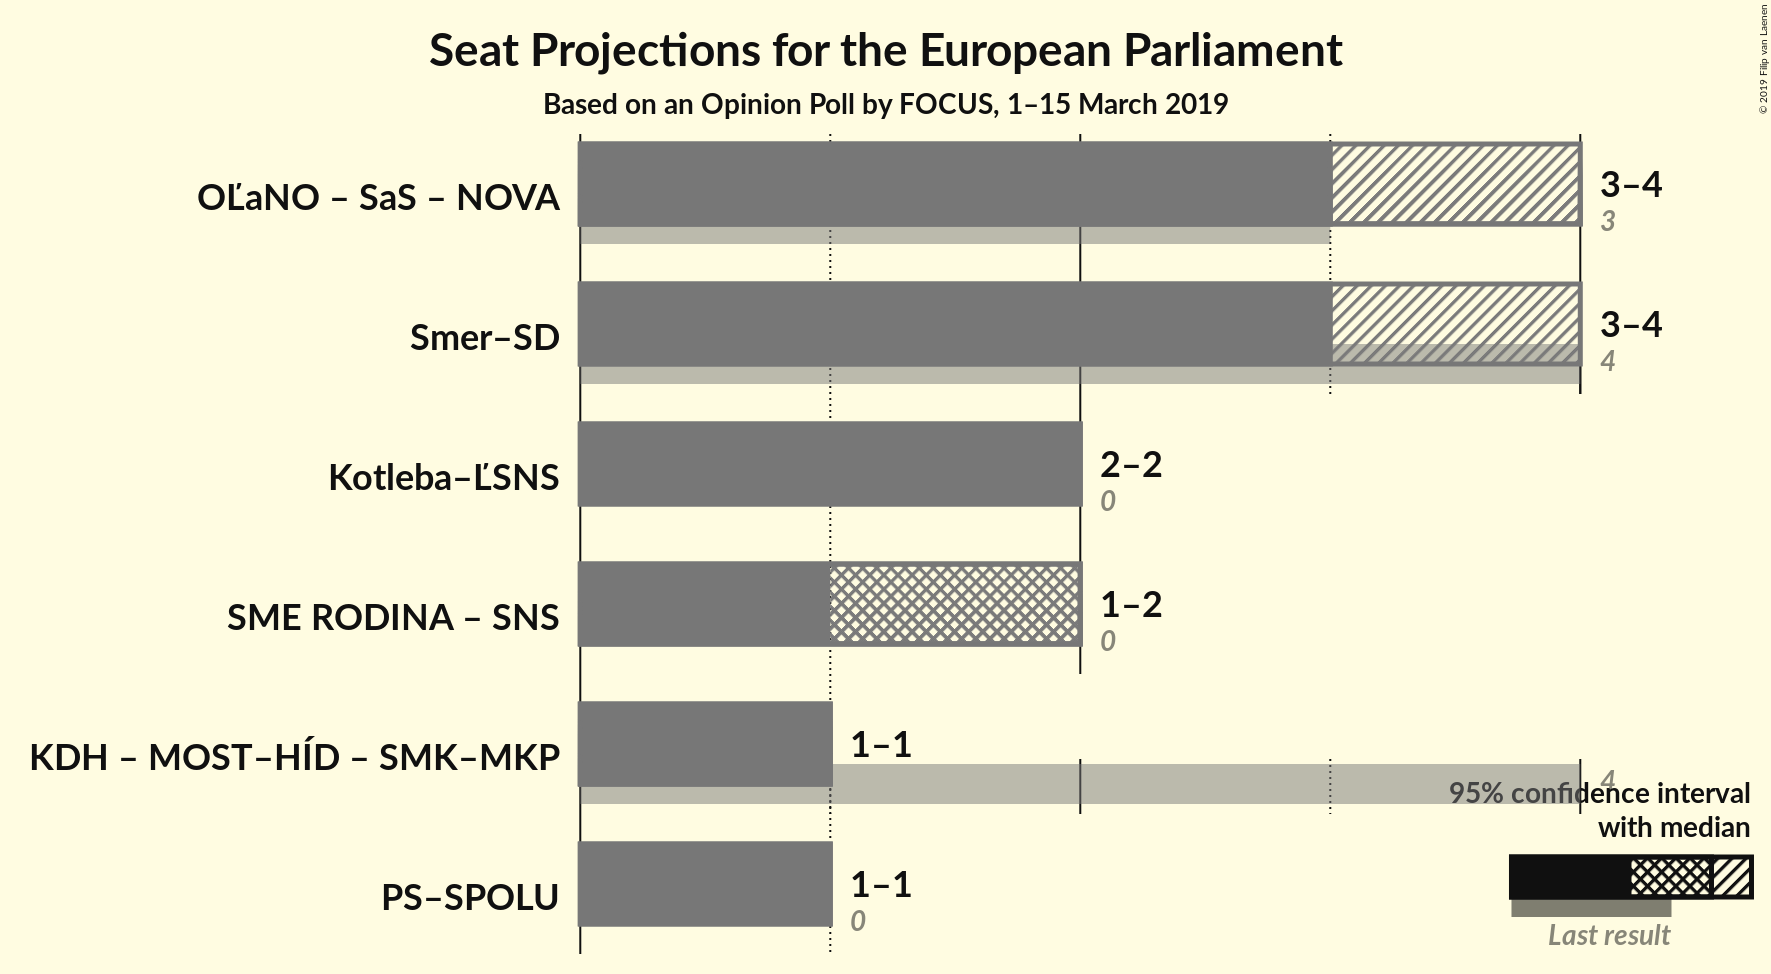 Seat Projections for the European Parliament
Based on an Opinion Poll by FOCUS, 1–15 March 2019
© 2019 Filip van Laenen
OĽaNO – SaS – NOVA
3–4
3
Smer–SD
3–4
4
Kotleba–ĽSNS
2–2
0
SME RODINA – SNS
1–2
0
KDH – MOST–HÍD – SMK–MKP
1–1
4
PS–SPOLU
1–1
0
95% confidence interval
with median
Last result